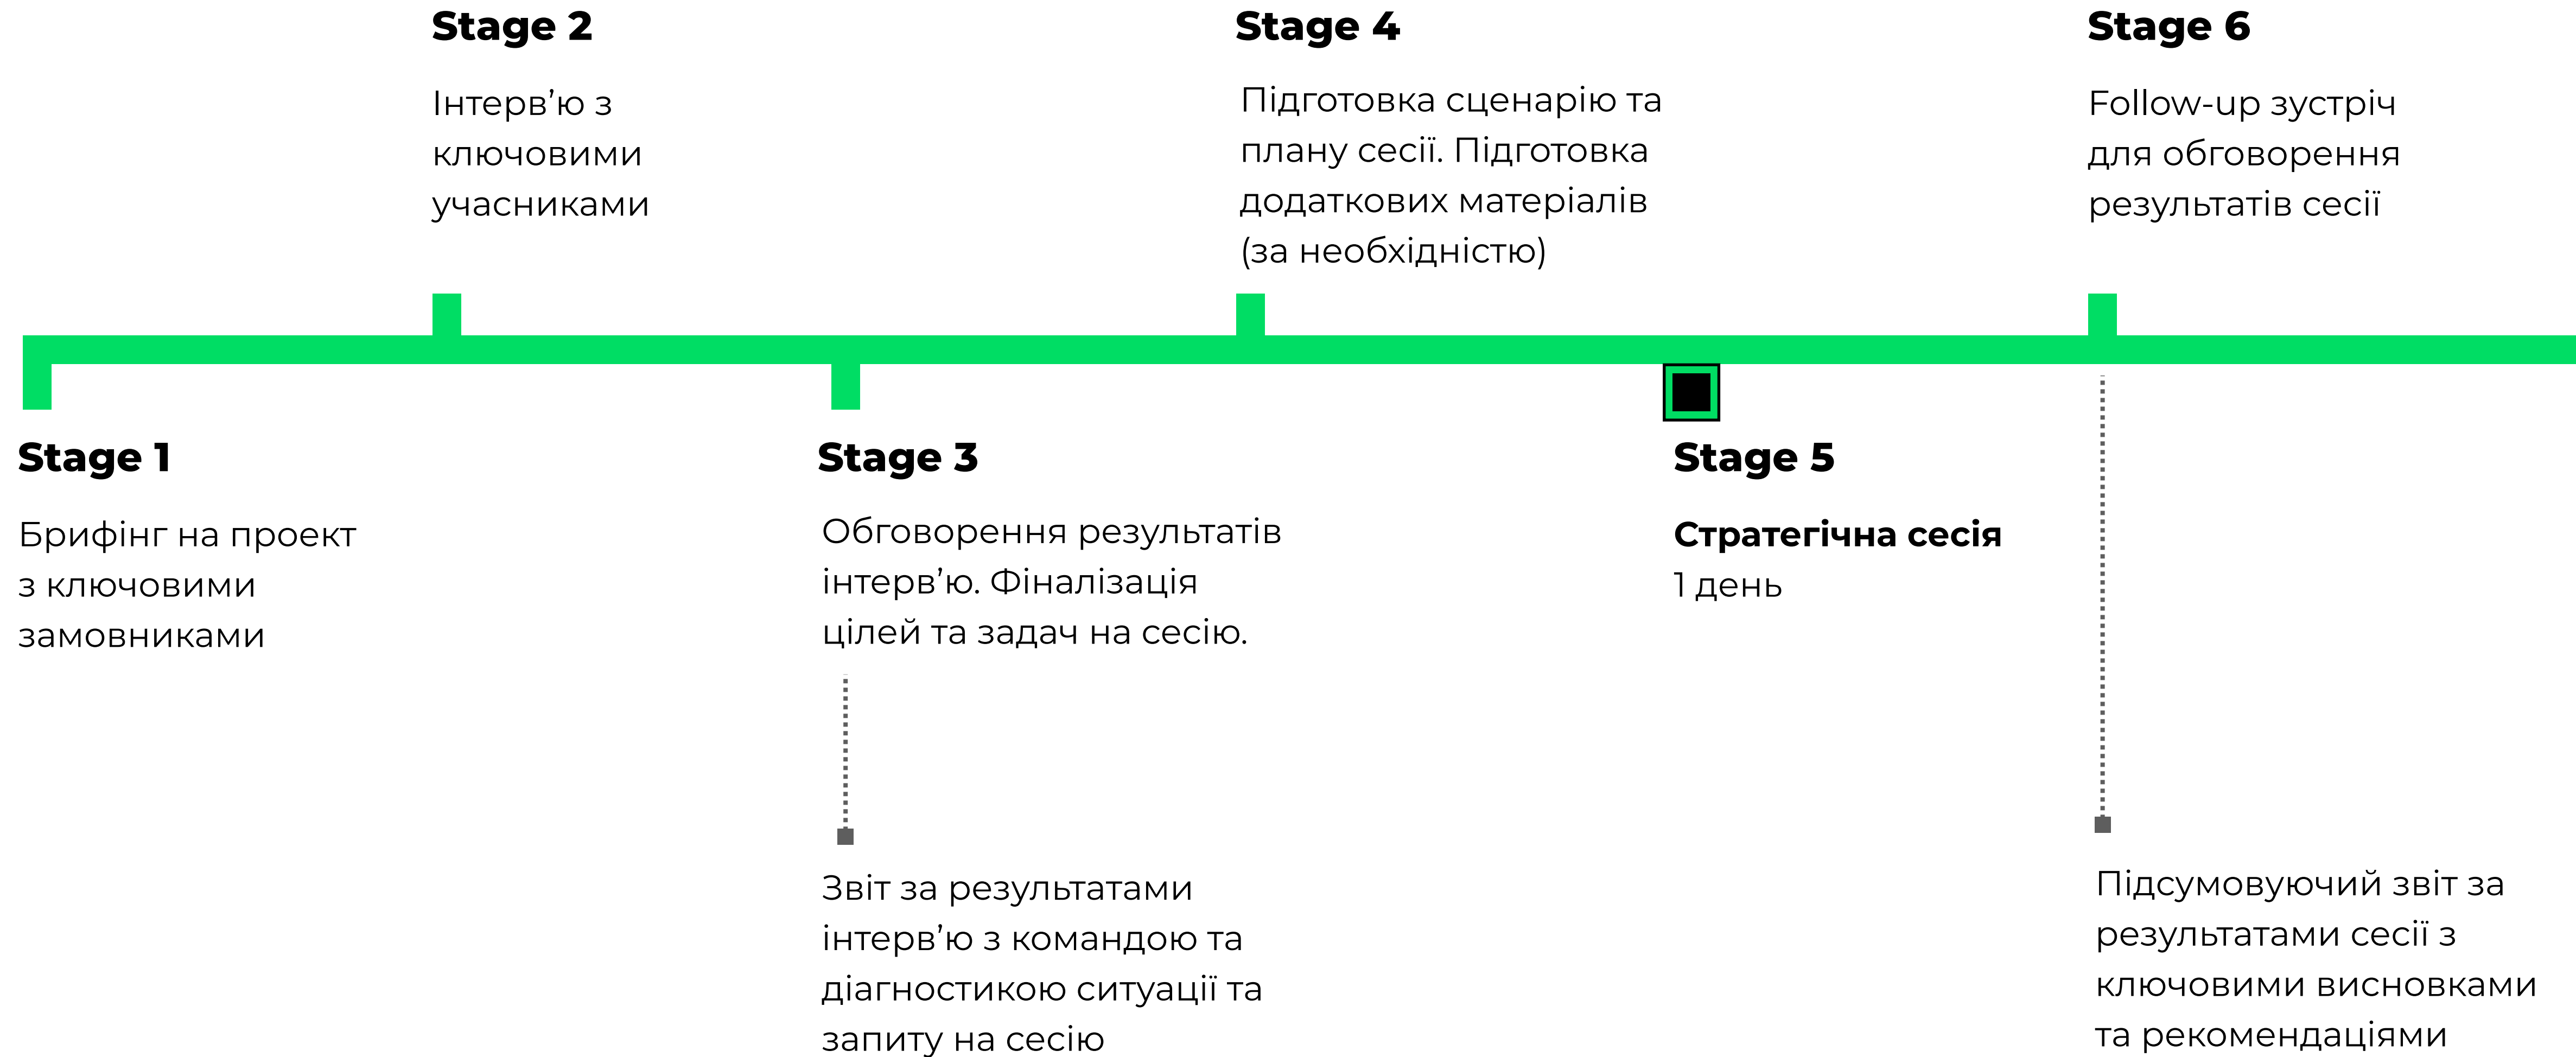 Stage 2
Інтерв’ю з
ключовими
учасниками
Stage 4
Підготовка сценарію та
плану сесії. Підготовка
додаткових матеріалів
(за необхідністю)
Stage 6
Follow-up зустріч
для обговорення
результатів сесії
Stage 1
Брифінг на проект
з ключовими
замовниками
Stage 3
Обговорення результатів
інтерв’ю. Фіналізація
цілей та задач на сесію.
Stage 5
Стратегічна сесія
1 день
Звіт за результатами
інтерв’ю з командою та
діагностикою ситуації та
запиту на сесію
Підсумовуючий звіт за
результатами сесії з
ключовими висновками
та рекомендаціями